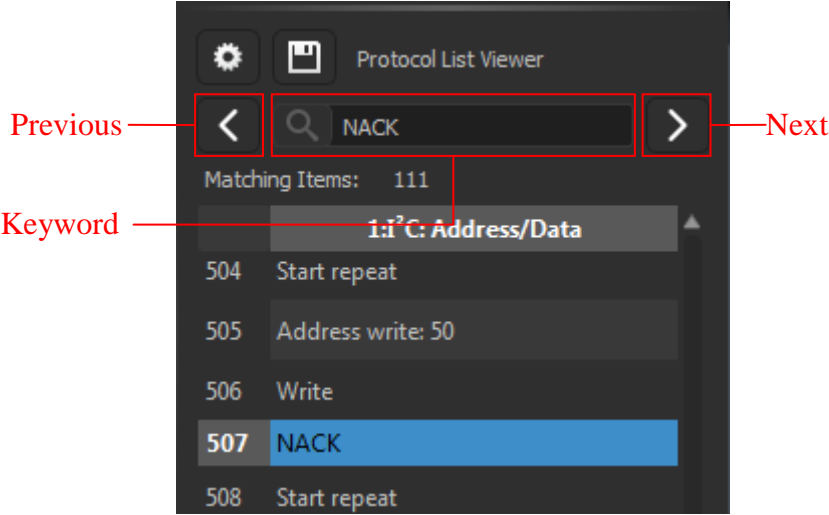 Protocol List Viewer
Previous
NACK
Next
Matching Items: 111
Keyword
1:I²C: Address/Data
504 Start repeat
505 Address write: 50
506 Write
507 NACK
508 Start repeat